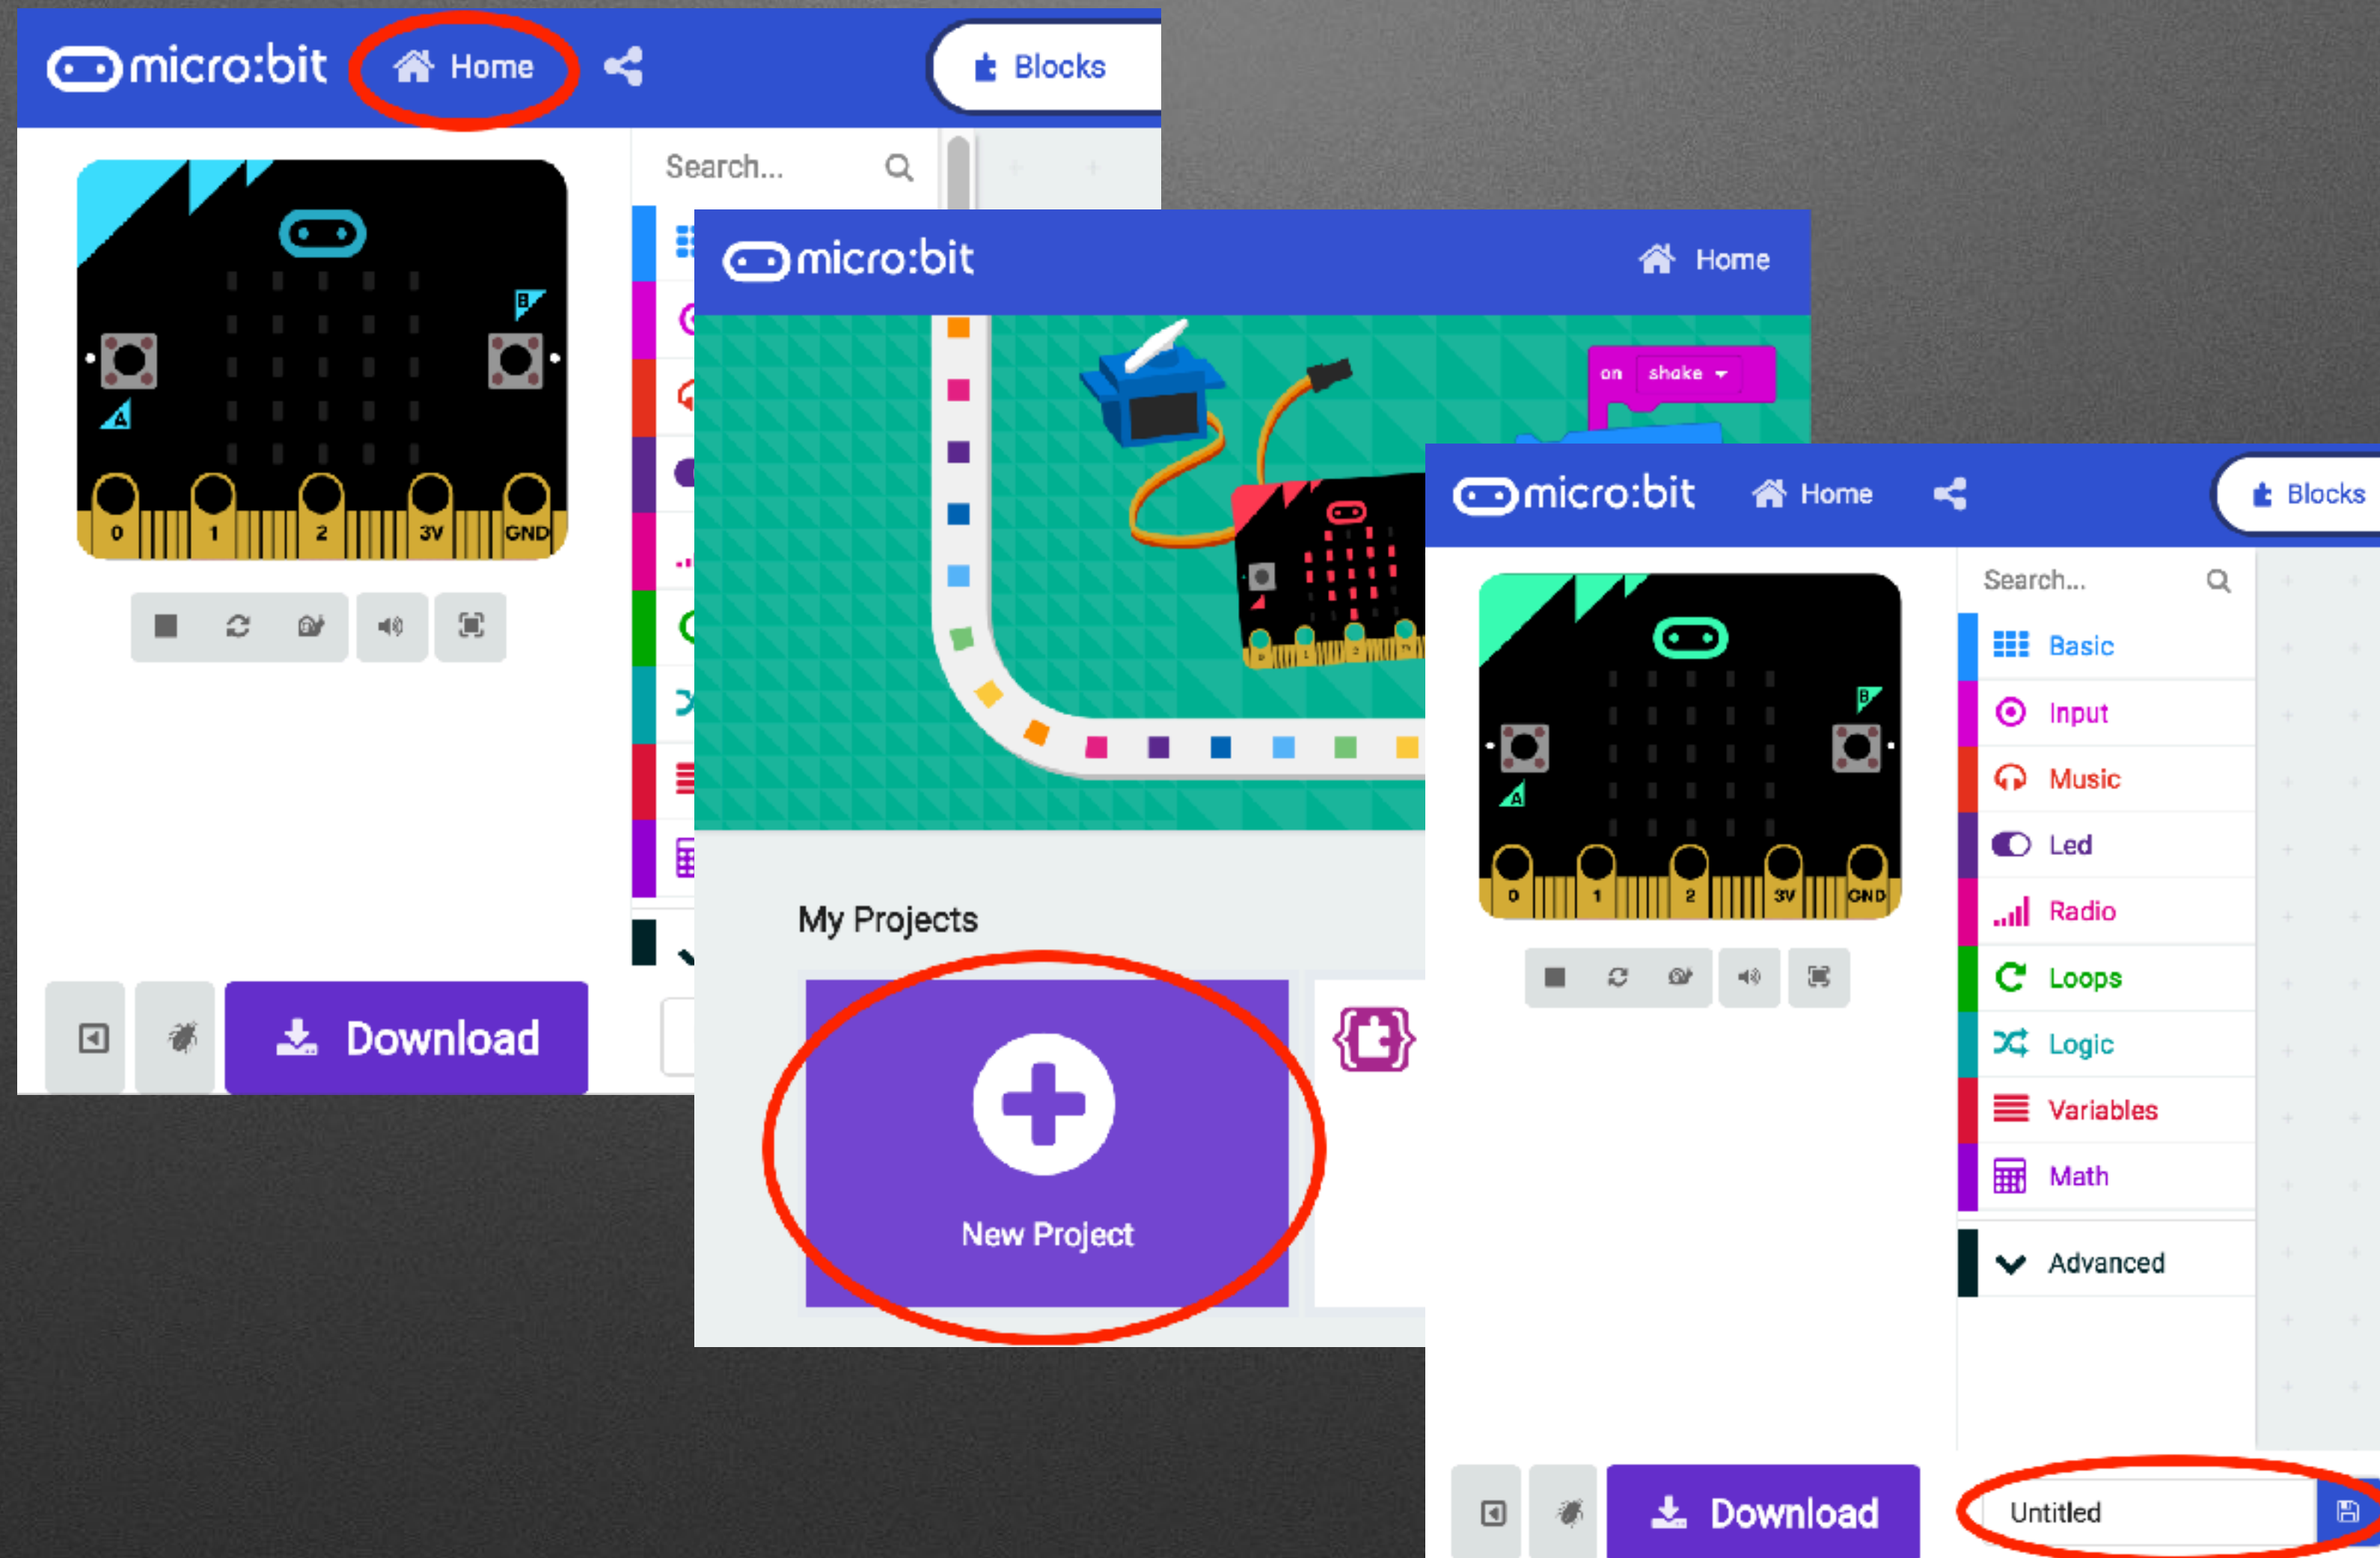 micro:bit Home Blocks
Search...
B
A
0 1 2 3V GND
Download
micro:bit Home
on shake
My Projects
New Project
micro:bit Home Blocks
Search...
Basic
Input
Music
Led
Radio
Loops
Logic
Variables
Math
Advanced
B
A
0 1 2 3V GND
Download
Untitled